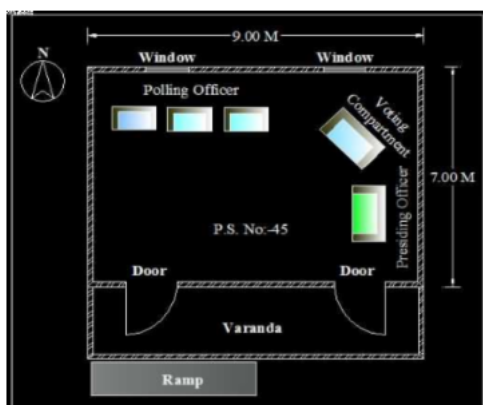 N
9.00 M
Window
Window
Polling Officer
Voting
Compartment
7.00 M
Presiding Officer
P.S. No:-45
Door
Door
Varanda
Ramp